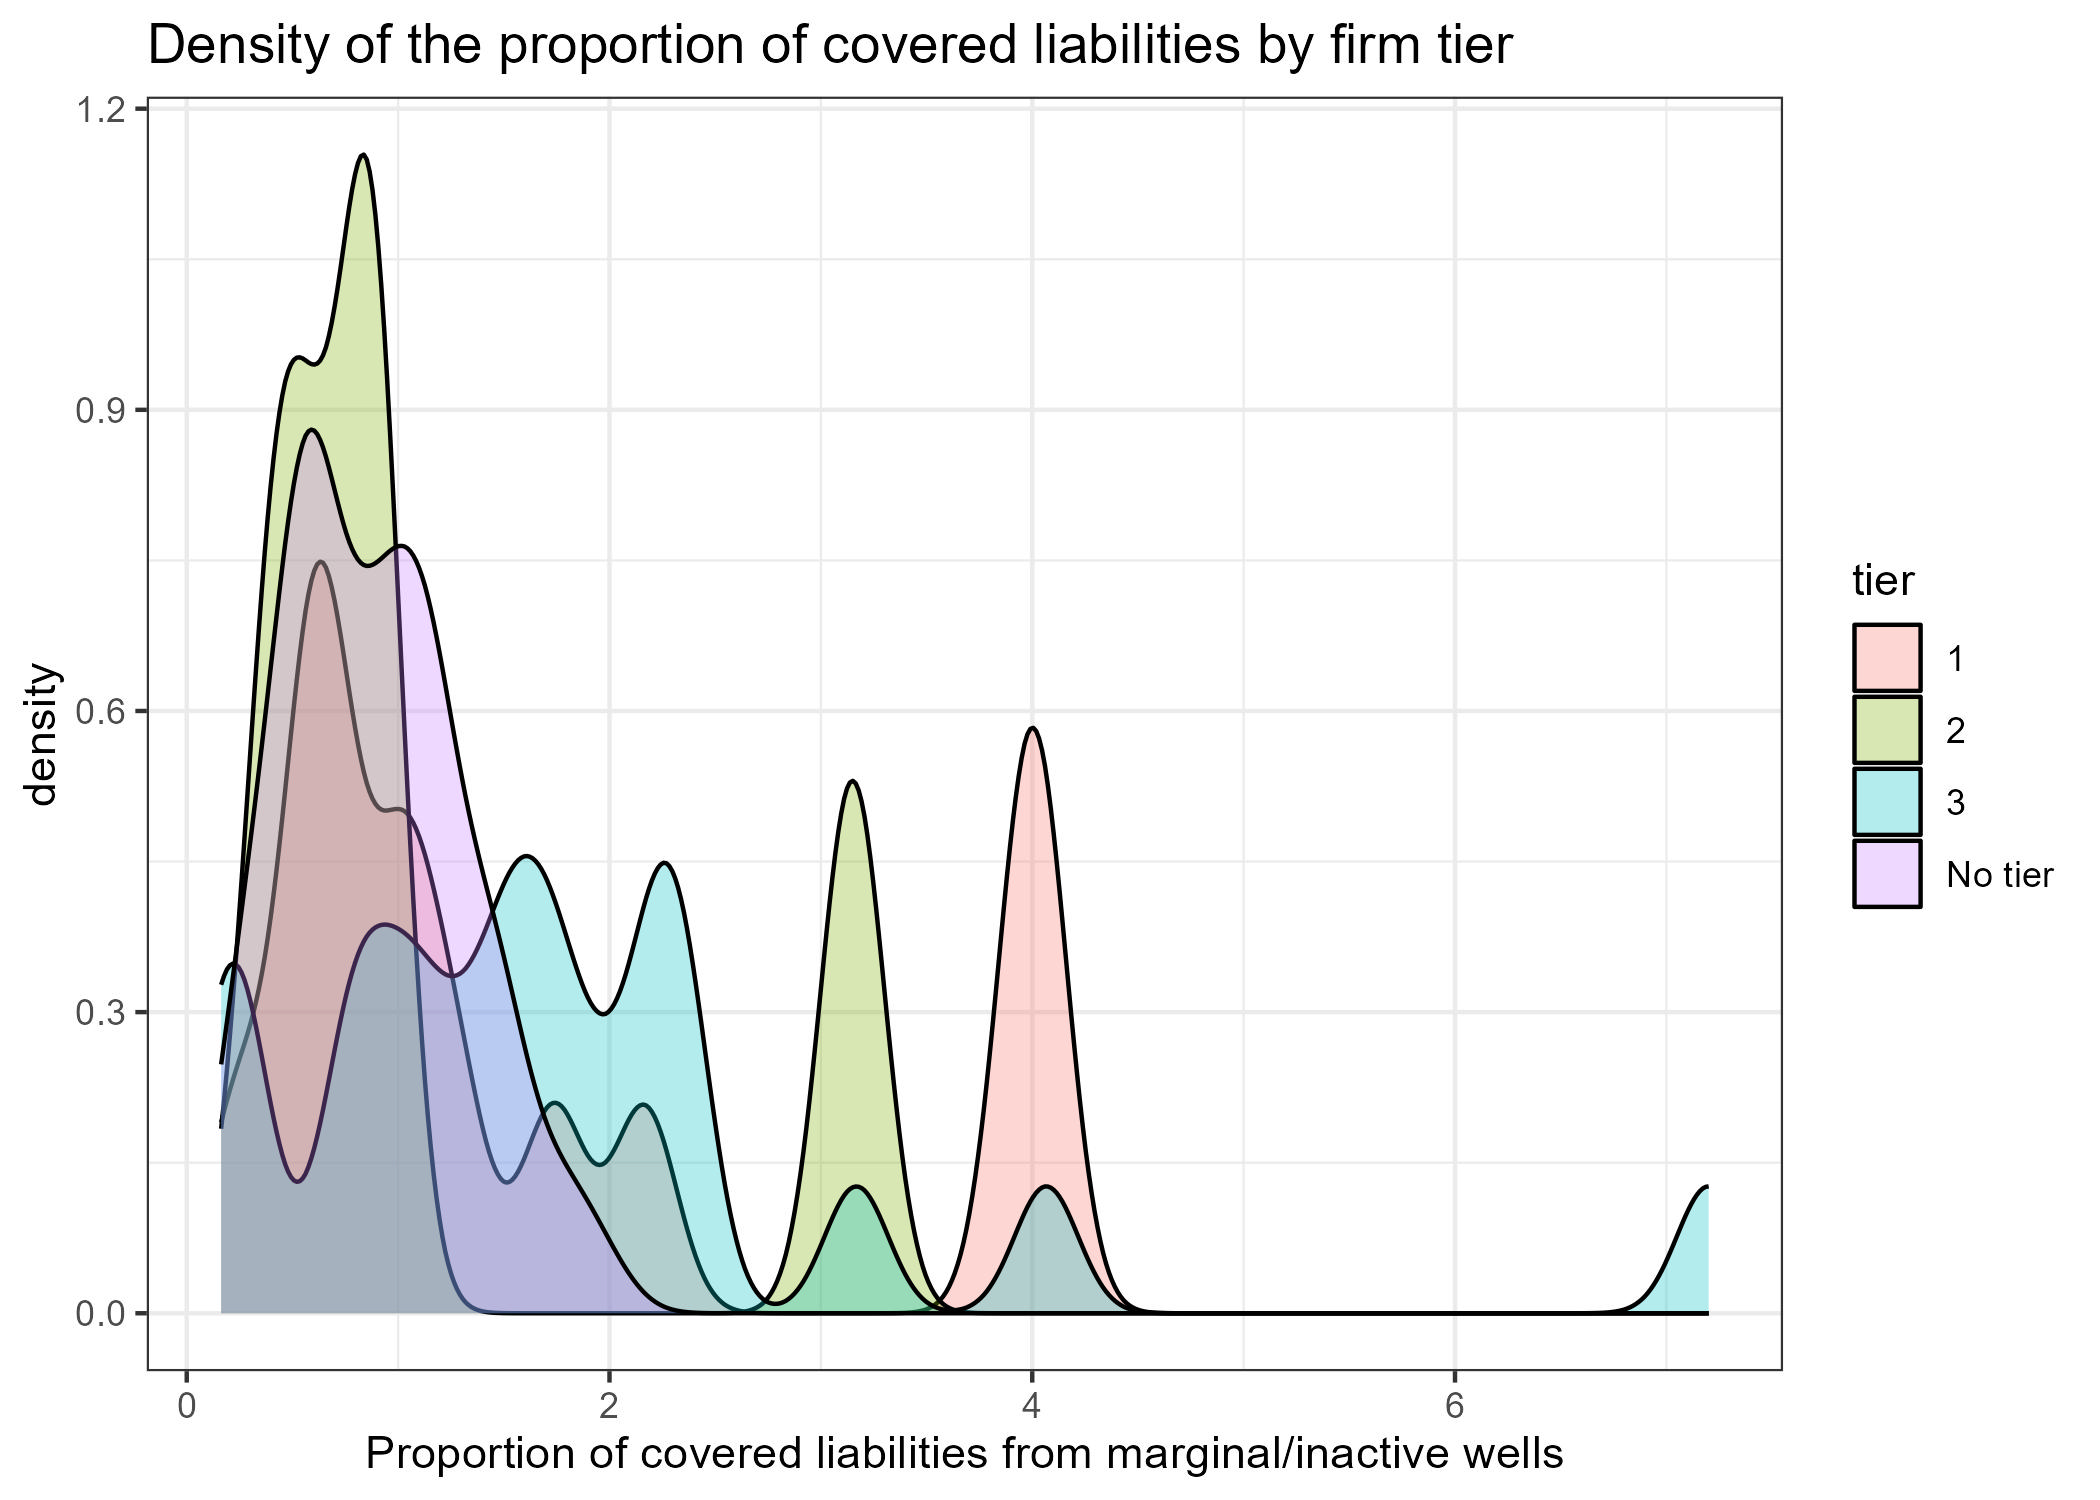 Density of the proportion of covered liabilities by firm tier
1.2
0.9
0.6
0.3
0.0
density
0
2
4
6
Proportion of covered liabilities from marginal/inactive wells
tier
1
2
3
No tier